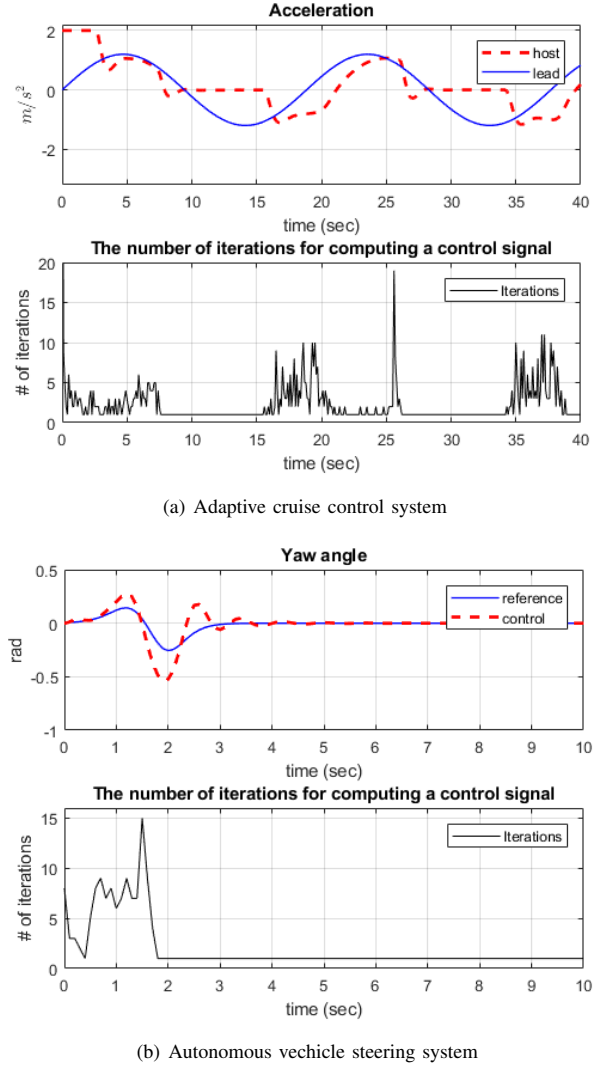 Acceleration
2
0
-2
m/s²
host
lead
0 5 10 15 20 25 30 35 40
time (sec)
The number of iterations for computing a control signal
20
15
10
5
0
# of iterations
Iterations
0 5 10 15 20 25 30 35 40
time (sec)
(a) Adaptive cruise control system
Yaw angle
0.5
0
-0.5
-1
rad
reference
control
0 1 2 3 4 5 6 7 8 9 10
time (sec)
The number of iterations for computing a control signal
15
10
5
0
# of iterations
Iterations
0 1 2 3 4 5 6 7 8 9 10
time (sec)
(b) Autonomous vechicle steering system